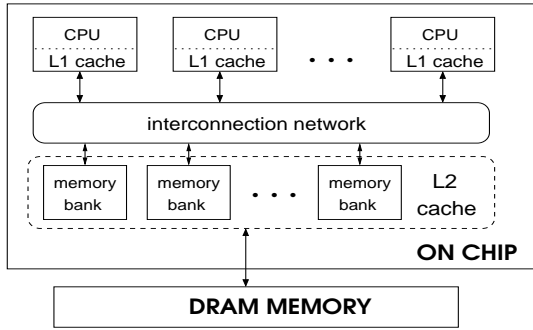 CPU CPU CPU
L1 cache L1 cache . . . L1 cache
interconnection network
memory memory memory L2
bank bank . . . bank cache
ON CHIP
DRAM MEMORY